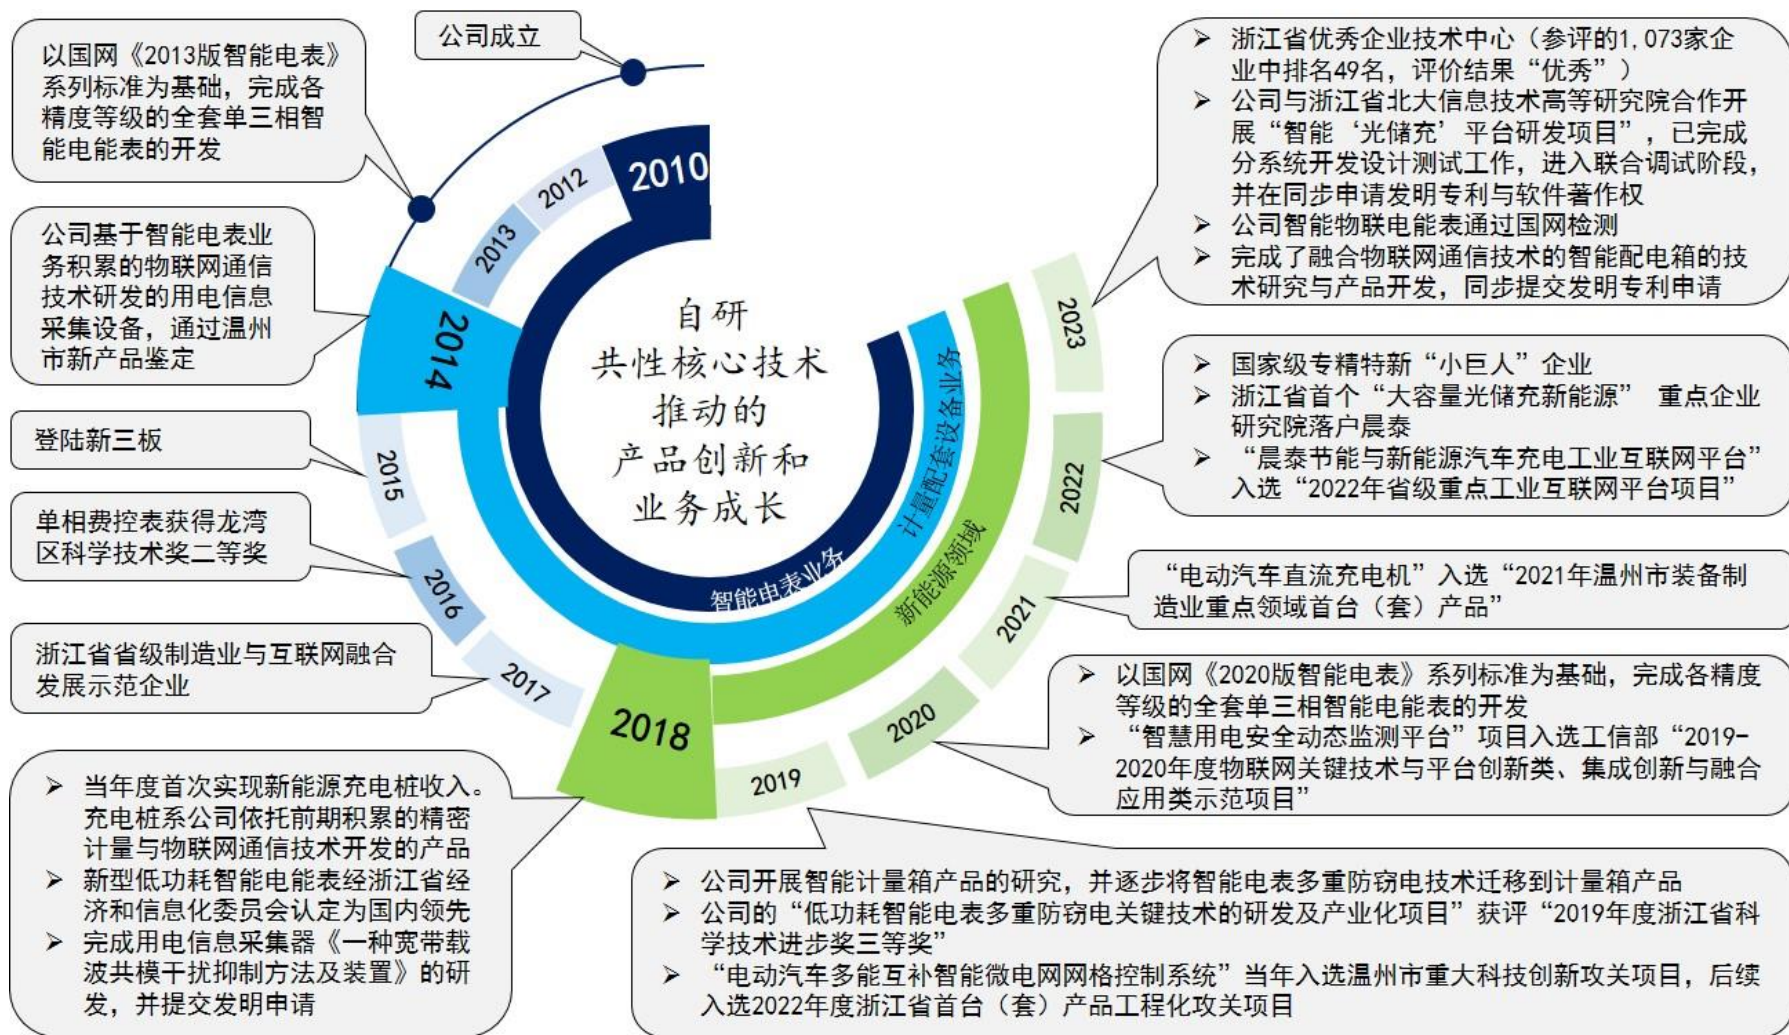 公司成立
2010
2012
以国网《2013版智能电表》
系列标准为基础，完成各
精度等级的全套单三相智
能电能表的开发
2013
公司基于智能电表业
务积累的物联网通信
技术研发的用电信息
采集设备，通过温州
市新产品鉴定
2014
登陆新三板
2015
单相费控表获得龙湾
区科学技术奖二等奖
2016
浙江省省级制造业与互联网融合
发展示范企业
2017
➢ 当年度首次实现新能源充电桩收入。
充电桩系公司依托前期积累的精密
计量与物联网通信技术开发的产品
➢ 新型低功耗智能电能表经浙江省经
济和信息化委员会认定为国内领先
➢ 完成用电信息采集器《一种宽带载
波共模干扰抑制方法及装置》的研
发，并提交发明申请
2018
自研
共性核心技术
推动的
产品创新和
业务成长
智能电表业务
计量配套设备业务
新能源领域
2019
➢ 公司开展智能计量箱产品的研究，并逐步将智能电表多重防窃电技术迁移到计量箱产品
➢ 公司的“低功耗智能电表多重防窃电关键技术的研发及产业化项目”获评“2019年度浙江省科
学技术进步奖三等奖”
➢ “电动汽车多能互补智能微电网网格控制系统”当年入选温州市重大科技创新攻关项目，后续
入选2022年度浙江省首台（套）产品工程化攻关项目
2020
➢ 以国网《2020版智能电表》系列标准为基础，完成各精度
等级的全套单三相智能电能表的开发
➢ “智慧用电安全动态监测平台”项目入选工信部“2019-
2020年度物联网关键技术与平台创新类、集成创新与融合
应用类示范项目”
2021
“电动汽车直流充电机”入选“2021年温州市装备制
造业重点领域首台（套）产品”
2022
➢ 国家级专精特新“小巨人”企业
➢ 浙江省首个“大容量光储充新能源” 重点企业
研究院落户晨泰
➢ “晨泰节能与新能源汽车充电工业互联网平台”
入选“2022年省级重点工业互联网平台项目”
2023
➢ 浙江省优秀企业技术中心（参评的1,073家企
业中排名49名，评价结果“优秀”）
➢ 公司与浙江省北大信息技术高等研究院合作开
展“智能‘光储充’平台研发项目”，已完成
分系统开发设计测试工作，进入联合调试阶段，
并在同步申请发明专利与软件著作权
➢ 公司智能物联电能表通过国网检测
➢ 完成了融合物联网通信技术的智能配电箱的技
术研究与产品开发，同步提交发明专利申请